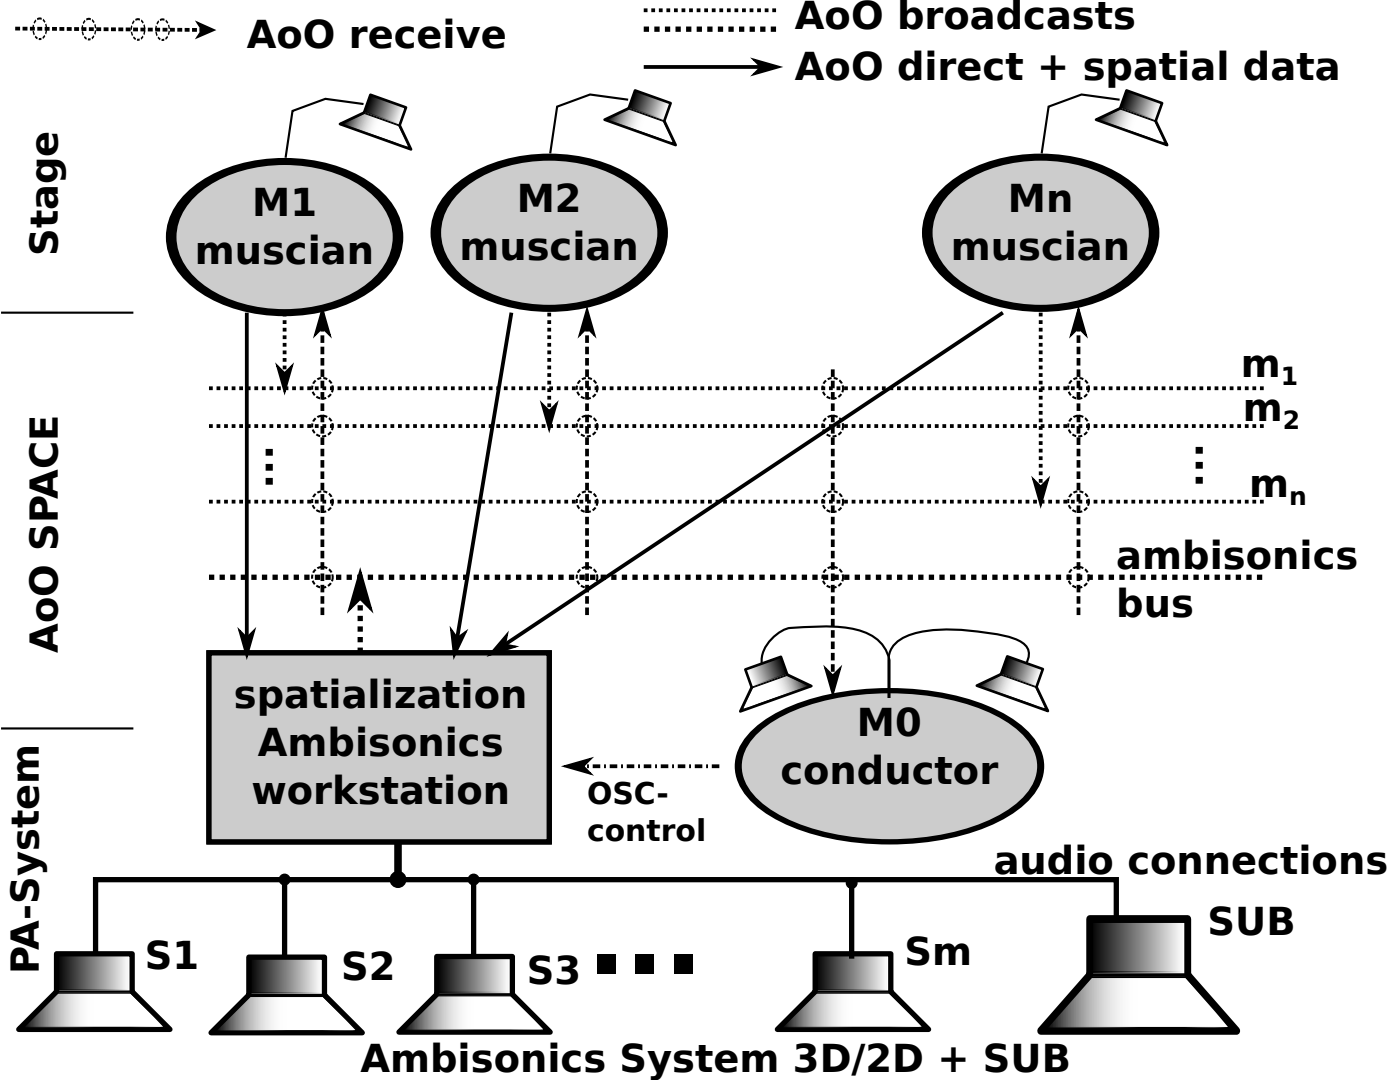 AoO receive
AoO broadcasts
AoO direct + spatial data
Stage
M1
muscian
M2
muscian
Mn
muscian
AoO SPACE
m1
m2
⋮
⋮
mn
ambisonics
bus
spatialization
Ambisonics
workstation
M0
conductor
OSC-
control
PA-System
audio connections
S1
S2
S3
Sm
SUB
Ambisonics System 3D/2D + SUB